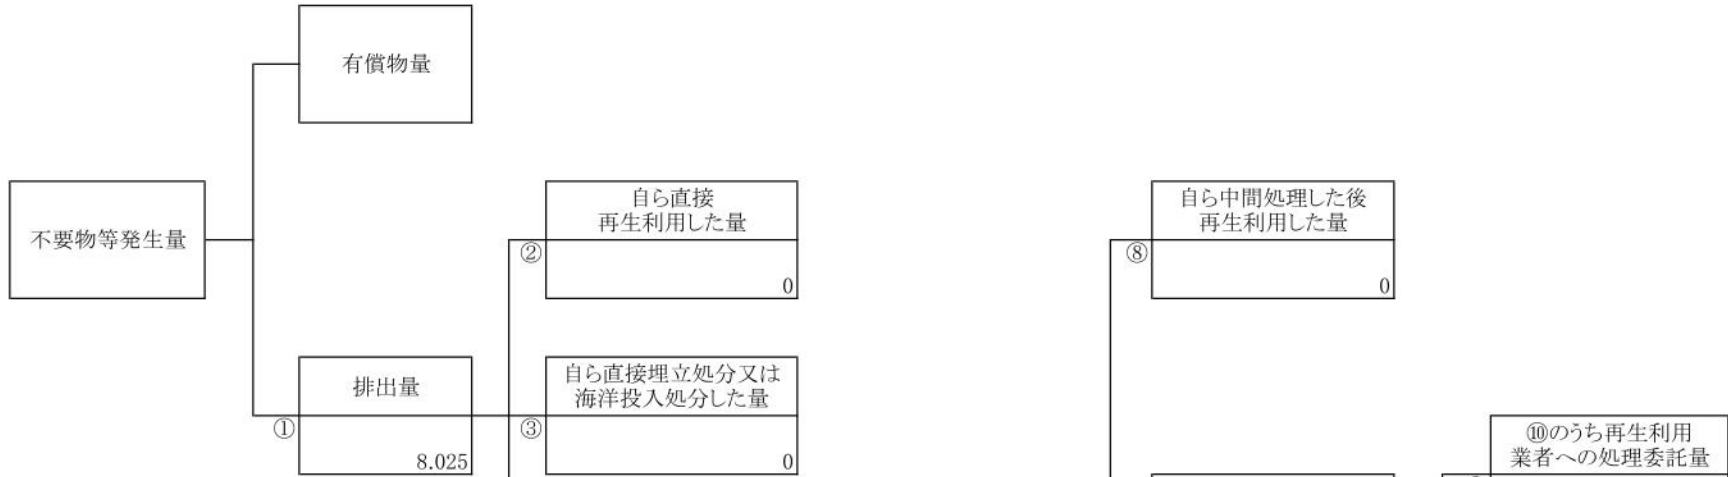 有償物量
不要物等発生量
自ら直接
再生利用した量
②
0
自ら中間処理した後
再生利用した量
⑧
0
排出量
①
8.025
自ら直接埋立処分又は
海洋投入処分した量
③
0
⑩のうち再生利用
業者への処理委託量